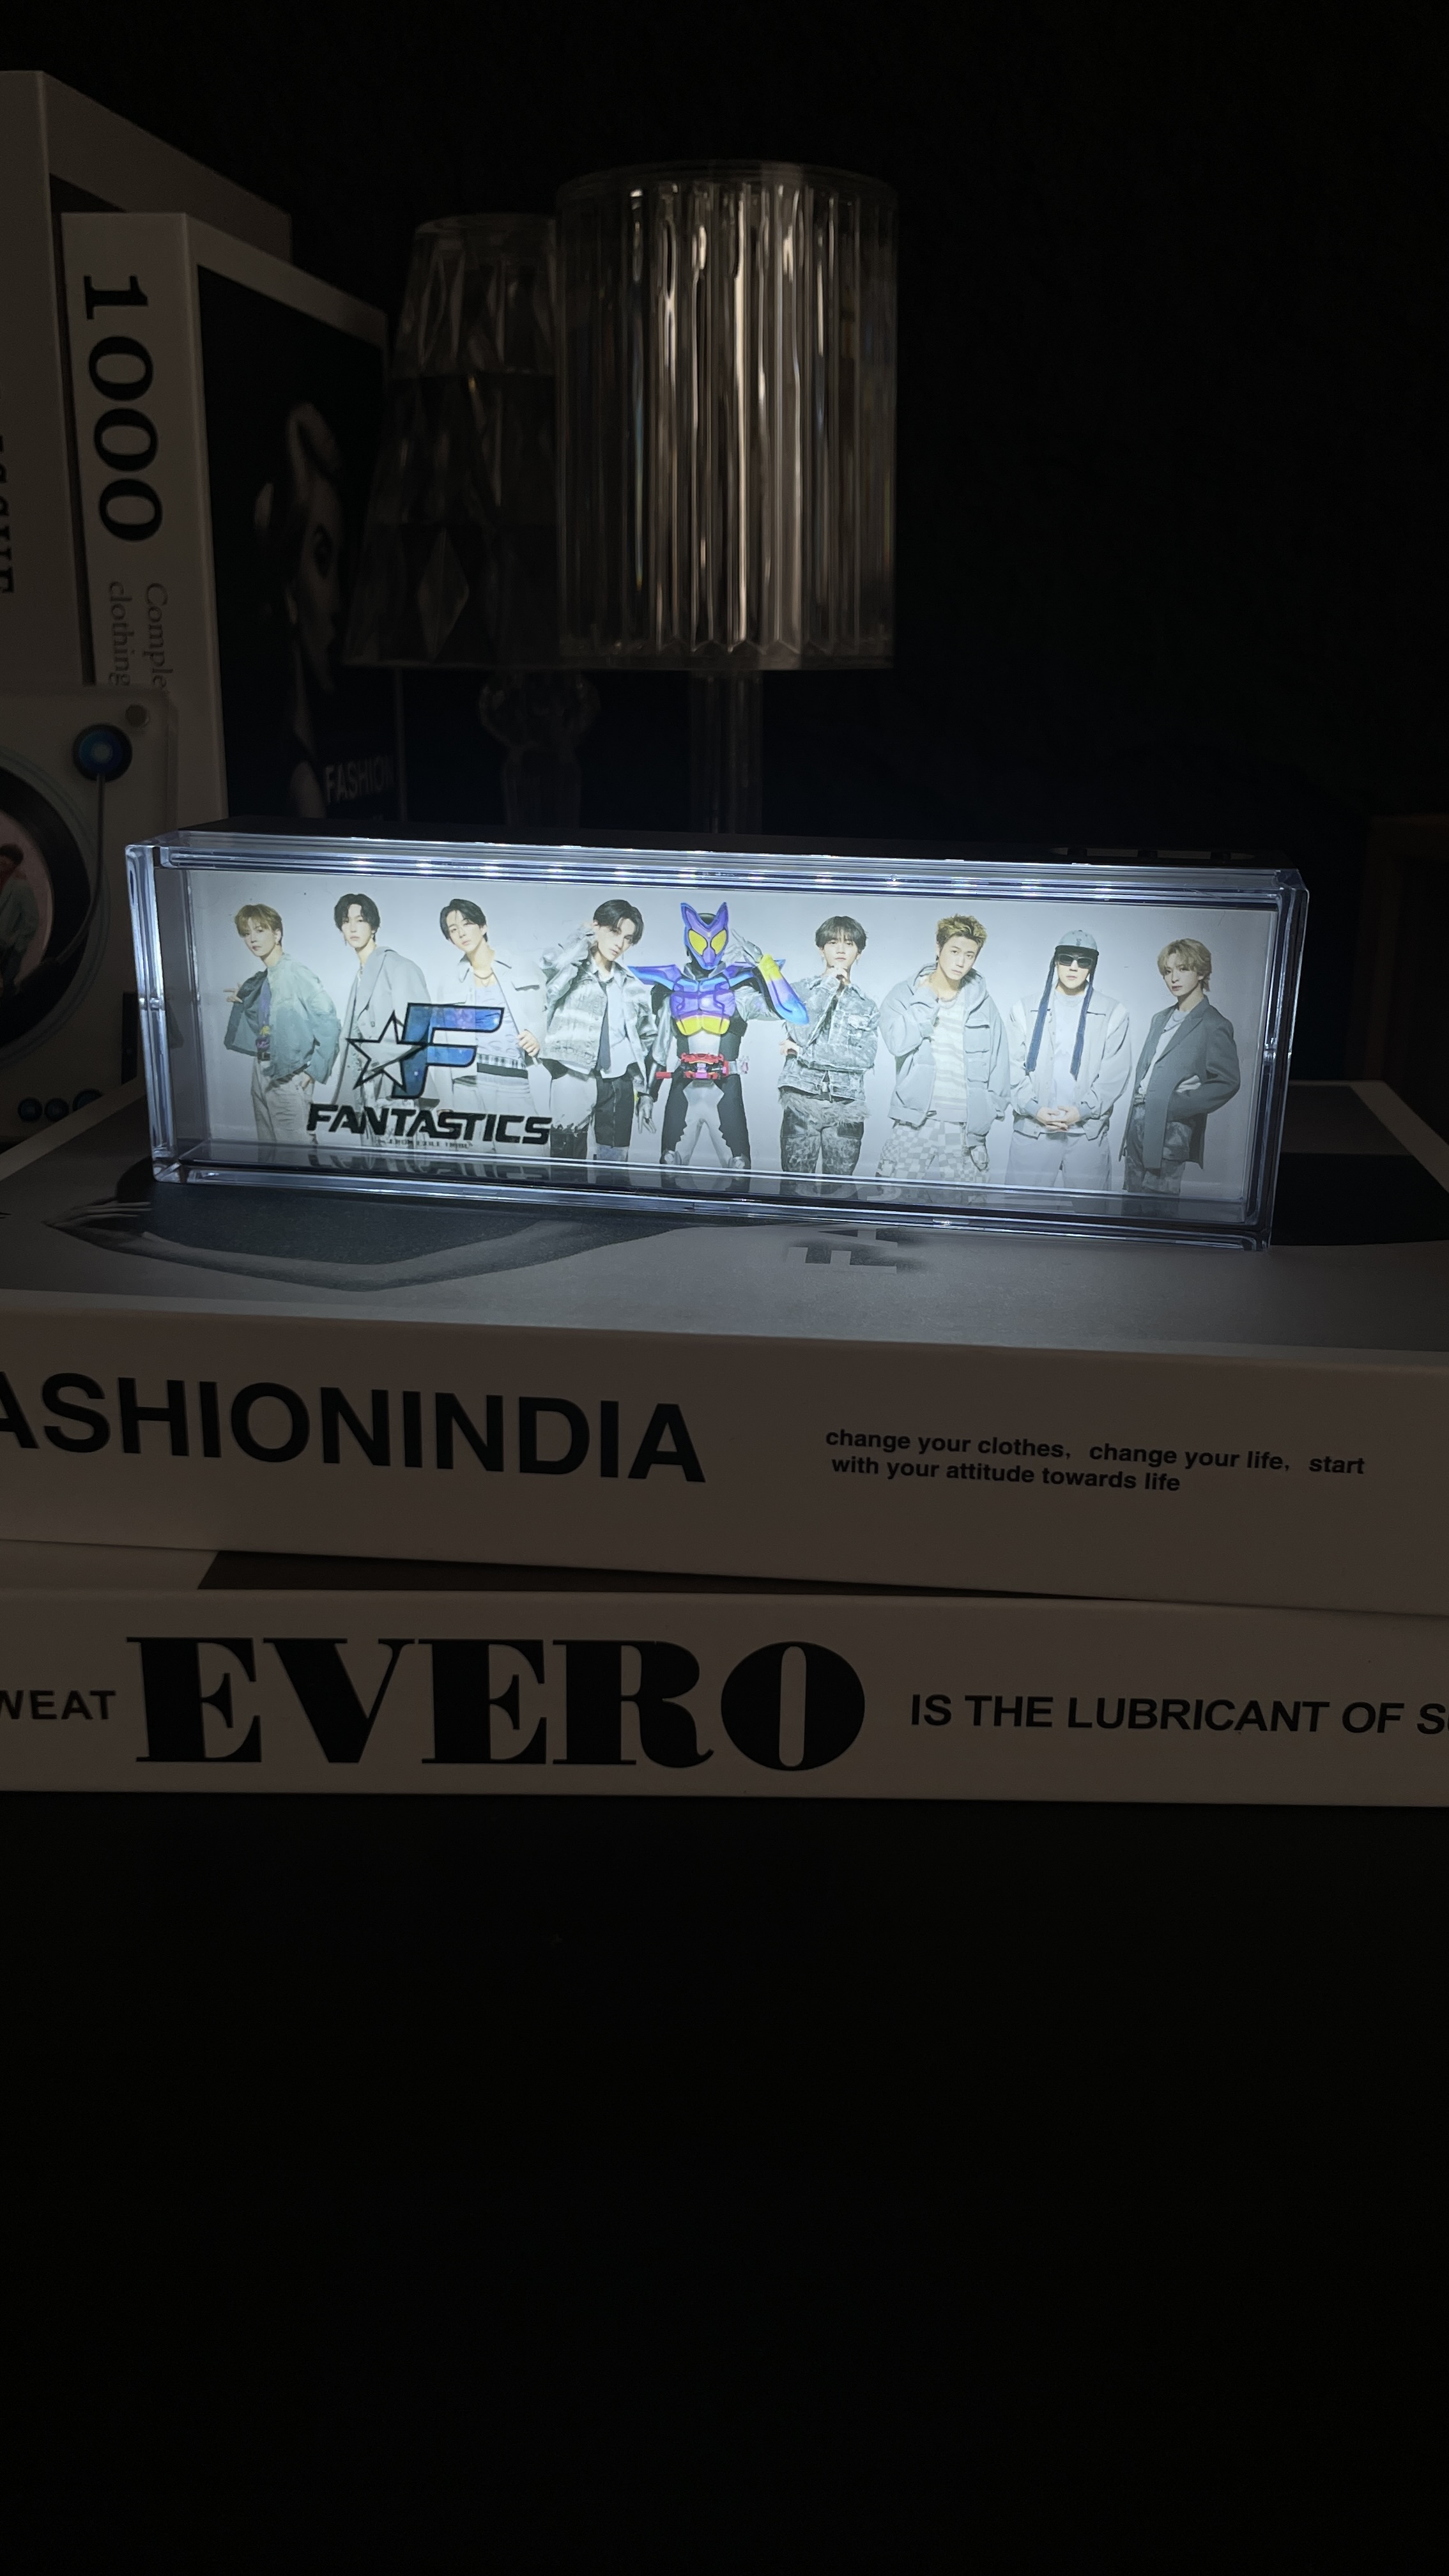 1000
Comple
clothing
FASHION
F
FANTASTICS
FA
ASHIONINDIA
change your clothes, change your life, start
with your attitude towards life
WEAT EVERO IS THE LUBRICANT OF S